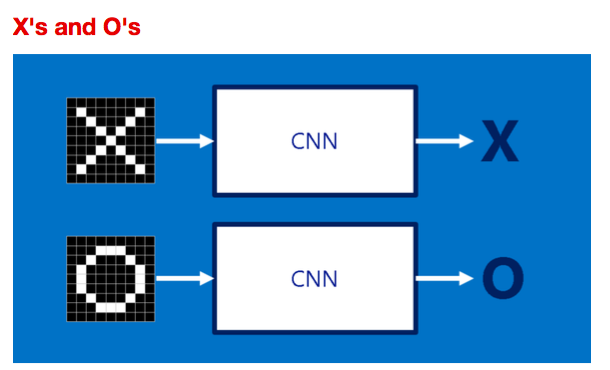 X's and O's
CNN
X
CNN
O